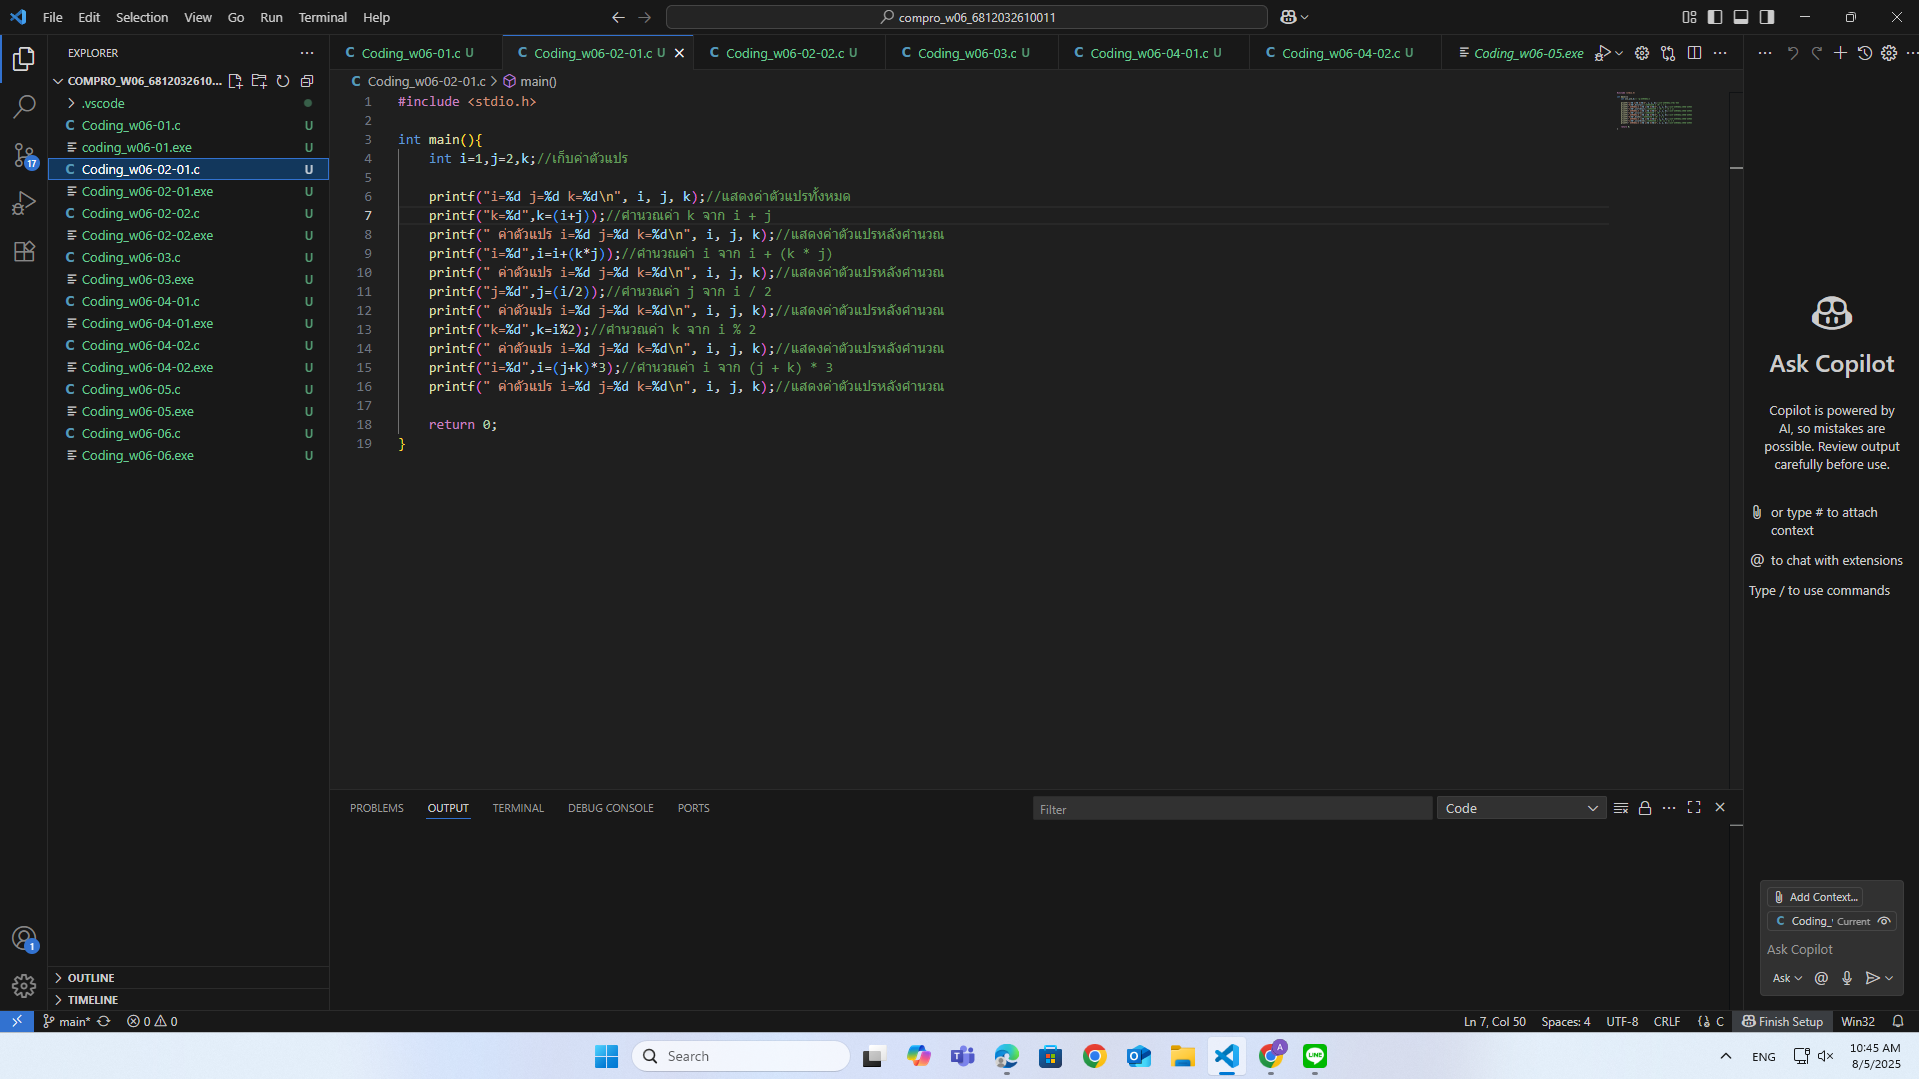 File Edit Selection View Go Run Terminal Help
compro_w06_6812032610011
EXPLORER
COMPRO_W06_6812032610...
.vscode
Coding_w06-01.c U
coding_w06-01.exe U
Coding_w06-02-01.c U
Coding_w06-02-01.exe U
Coding_w06-02-02.c U
Coding_w06-02-02.exe U
Coding_w06-03.c U
Coding_w06-03.exe U
Coding_w06-04-01.c U
Coding_w06-04-01.exe U
Coding_w06-04-02.c U
Coding_w06-04-02.exe U
Coding_w06-05.c U
Coding_w06-05.exe U
Coding_w06-06.c U
Coding_w06-06.exe U
OUTLINE
TIMELINE
17
1
Coding_w06-01.c U Coding_w06-02-01.c U Coding_w06-02-02.c U Coding_w06-03.c U Coding_w06-04-01.c U Coding_w06-04-02.c U Coding_w06-05.exe
Coding_w06-02-01.c > main()
1 #include <stdio.h>
2
3 int main(){
4 int i=1,j=2,k;//เก็บค่าตัวแปร
5
6 printf("i=%d j=%d k=%d\n", i, j, k);//แสดงค่าตัวแปรทั้งหมด
7 printf("k=%d",k=(i+j));//คำนวณค่า k จาก i + j
8 printf(" ค่าตัวแปร i=%d j=%d k=%d\n", i, j, k);//แสดงค่าตัวแปรหลังคำนวณ
9 printf("i=%d",i=i+(k*j));//คำนวณค่า i จาก i + (k * j)
10 printf(" ค่าตัวแปร i=%d j=%d k=%d\n", i, j, k);//แสดงค่าตัวแปรหลังคำนวณ
11 printf("j=%d",j=(i/2));//คำนวณค่า j จาก i / 2
12 printf(" ค่าตัวแปร i=%d j=%d k=%d\n", i, j, k);//แสดงค่าตัวแปรหลังคำนวณ
13 printf("k=%d",k=i%2);//คำนวณค่า k จาก i % 2
14 printf(" ค่าตัวแปร i=%d j=%d k=%d\n", i, j, k);//แสดงค่าตัวแปรหลังคำนวณ
15 printf("i=%d",i=(j+k)*3);//คำนวณค่า i จาก (j + k) * 3
16 printf(" ค่าตัวแปร i=%d j=%d k=%d\n", i, j, k);//แสดงค่าตัวแปรหลังคำนวณ
17
18 return 0;
19 }
PROBLEMS OUTPUT TERMINAL DEBUG CONSOLE PORTS
Filter
Code
Ask Copilot
Copilot is powered by
AI, so mistakes are
possible. Review output
carefully before use.
or type # to attach
context
@ to chat with extensions
Type / to use commands
Add Context...
Coding_ Current
Ask Copilot
Ask
main* 0 0
Ln 7, Col 50 Spaces: 4 UTF-8 CRLF C Finish Setup Win32
Search
ENG
10:45 AM
8/5/2025